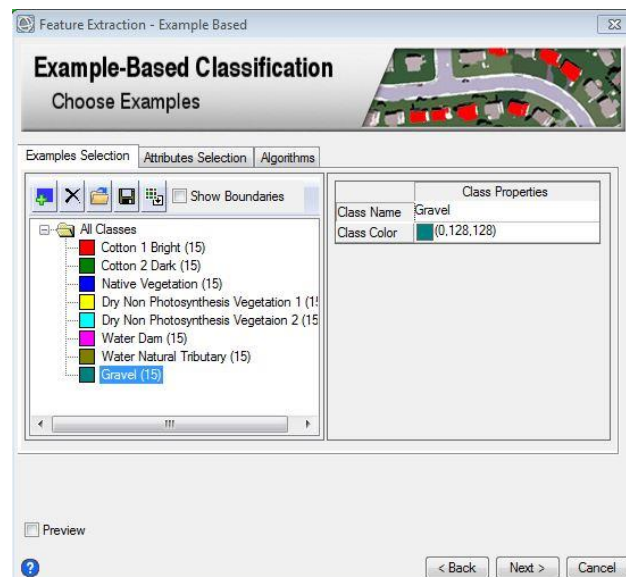 Feature Extraction - Example Based
Example-Based Classification
Choose Examples
Examples Selection Attributes Selection Algorithms
Show Boundaries
All Classes
Cotton 1 Bright (15)
Cotton 2 Dark (15)
Native Vegetation (15)
Dry Non Photosynthesis Vegetation 1 (1
Dry Non Photosynthesis Vegetaion 2 (15
Water Dam (15)
Water Natural Tributary (15)
Gravel (15)
Class Properties
Class Name Gravel
Class Color (0,128,128)
Preview
< Back Next > Cancel